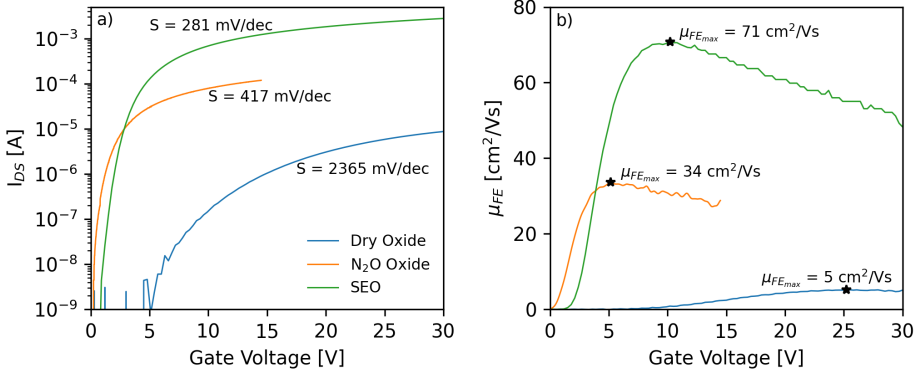 a)
S = 281 mV/dec
S = 417 mV/dec
S = 2365 mV/dec
Dry Oxide
N₂O Oxide
SEO
I_DS [A]
10⁻³
10⁻⁴
10⁻⁵
10⁻⁶
10⁻⁷
10⁻⁸
10⁻⁹
0 5 10 15 20 25 30
Gate Voltage [V]
b)
μ_FE_max = 71 cm²/Vs
μ_FE_max = 34 cm²/Vs
μ_FE_max = 5 cm²/Vs
μ_FE [cm²/Vs]
80
60
40
20
0
0 5 10 15 20 25 30
Gate Voltage [V]